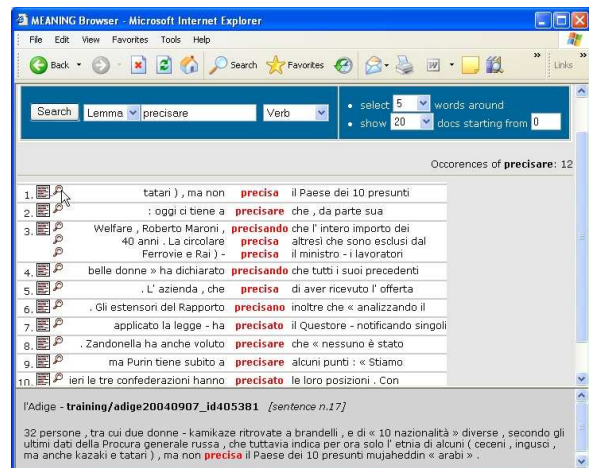 MEANING Browser - Microsoft Internet Explorer
File Edit View Favorites Tools Help
Back Search Favorites Links
Search Lemma precisare Verb
select 5 words around
show 20 docs starting from 0
Occorences of precisare: 12
1. tatari ) , ma non precisa il Paese dei 10 presunti
2. : oggi ci tiene a precisare che , da parte sua
3. Welfare , Roberto Maroni , precisando che l' intero importo dei
40 anni . La circolare precisa altresì che sono esclusi dal
Ferrovie e Rai ) - precisa il ministro - i lavoratori
4. belle donne » ha dichiarato precisando che tutti i suoi precedenti
5. . L' azienda , che precisa di aver ricevuto l' offerta
6. . Gli estensori del Rapporto precisano inoltre che « analizzando il
7. applicato la legge - ha precisato il Questore - notificando singoli
8. . Zandonella ha anche voluto precisare che « nessuno è stato
9. ma Purin tiene subito a precisare alcuni punti : « Stiamo
10. ieri le tre confederazioni hanno precisato le loro posizioni . Con
l'Adige - training/adige20040907_id405381 [sentence n.17]
32 persone , tra cui due donne - kamikaze ritrovate a brandelli , e di « 10 nazionalità » diverse , secondo gli
ultimi dati della Procura generale russa , che tuttavia indica per ora solo l' etnia di alcuni ( ceceni , ingusci ,
ma anche kazaki e tatari ) , ma non precisa il Paese dei 10 presunti mujaheddin « arabi » .